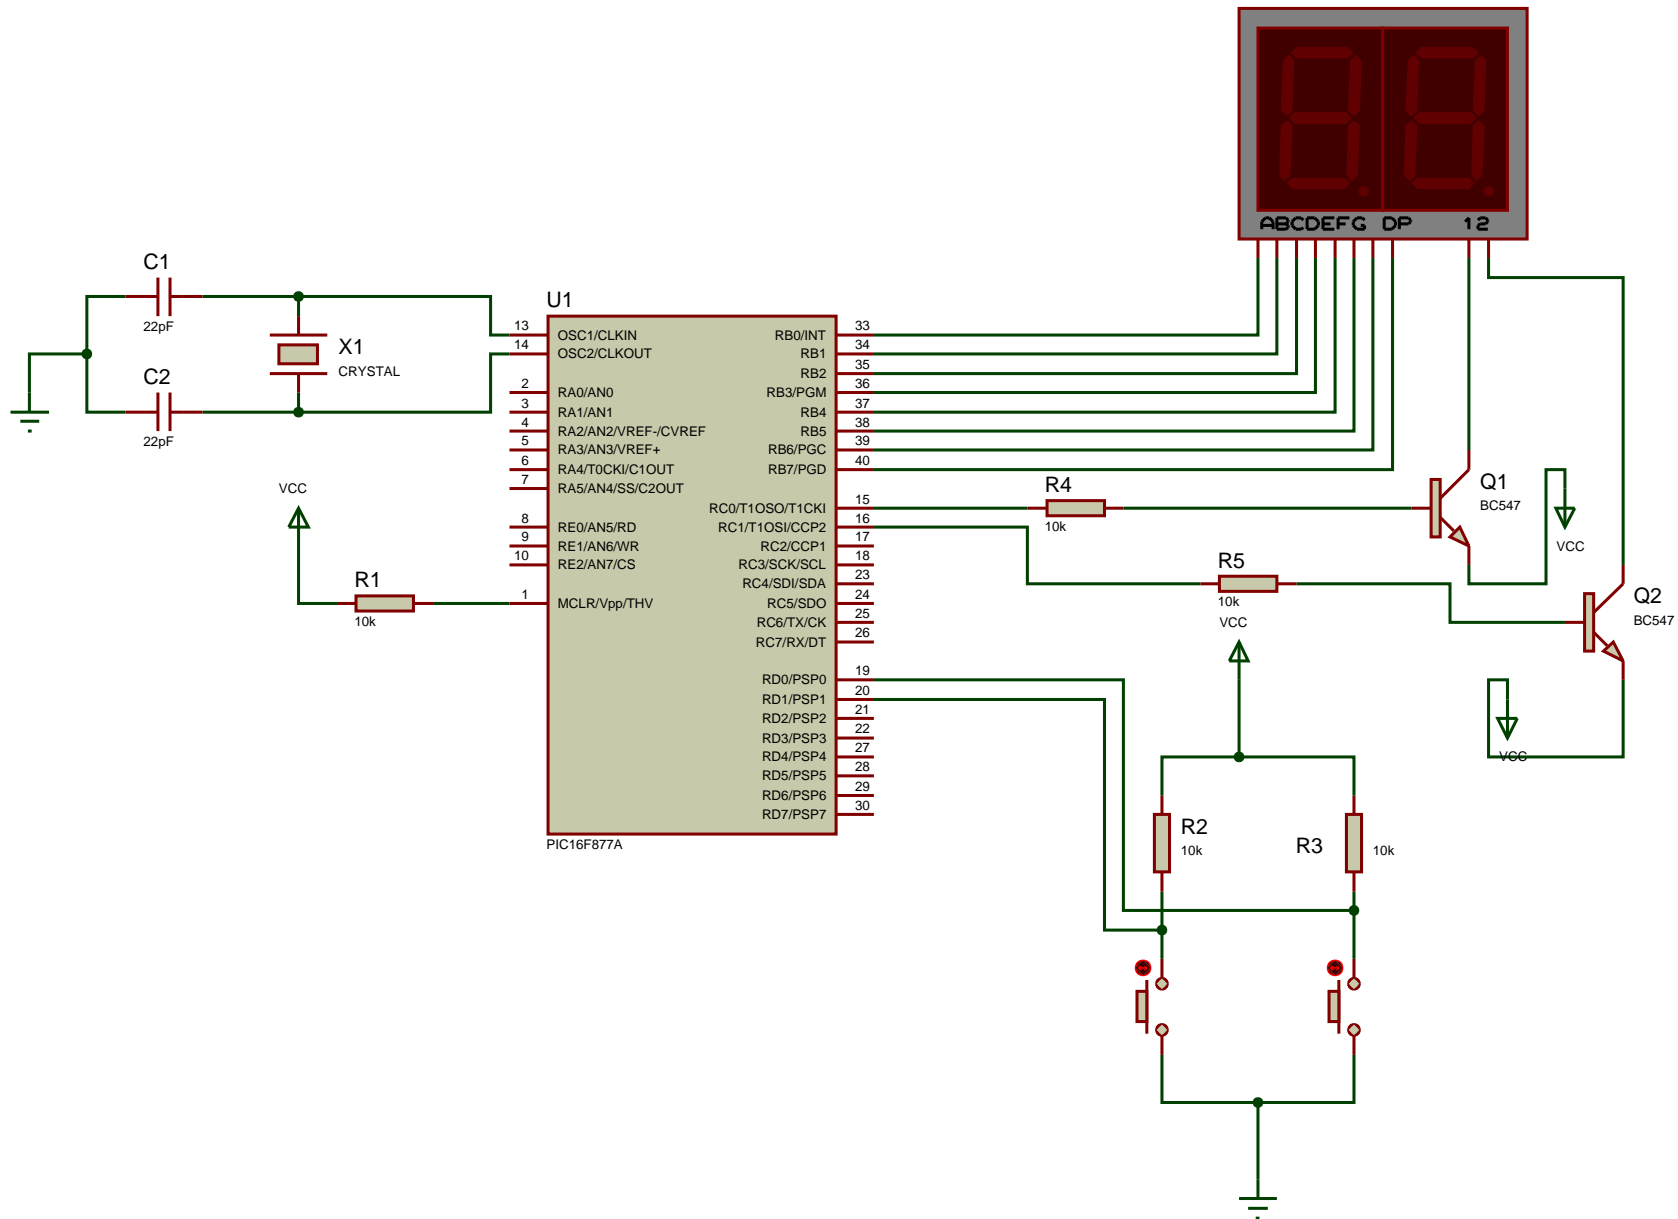 ABCDEFG DP 12
C1
22pF
C2
22pF
X1
CRYSTAL
VCC
R1
10k
U1
13 OSC1/CLKIN
14 OSC2/CLKOUT
2 RA0/AN0
3 RA1/AN1
4 RA2/AN2/VREF-/CVREF
5 RA3/AN3/VREF+
6 RA4/T0CKI/C1OUT
7 RA5/AN4/SS/C2OUT
8 RE0/AN5/RD
9 RE1/AN6/WR
10 RE2/AN7/CS
1 MCLR/Vpp/THV
RB0/INT 33
RB1 34
RB2 35
RB3/PGM 36
RB4 37
RB5 38
RB6/PGC 39
RB7/PGD 40
RC0/T1OSO/T1CKI 15
RC1/T1OSI/CCP2 16
RC2/CCP1 17
RC3/SCK/SCL 18
RC4/SDI/SDA 23
RC5/SDO 24
RC6/TX/CK 25
RC7/RX/DT 26
RD0/PSP0 19
RD1/PSP1 20
RD2/PSP2 21
RD3/PSP3 22
RD4/PSP4 27
RD5/PSP5 28
RD6/PSP6 29
RD7/PSP7 30
PIC16F877A
R4
10k
Q1
BC547
VCC
R5
10k
Q2
BC547
VCC
VCC
R2
10k
R3
10k